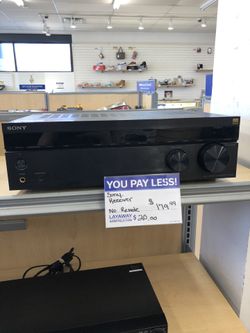 SONY
YOU PAY LESS!
Sony
Receiver $
179.99
No Remote
LAYAWAY
$20.00